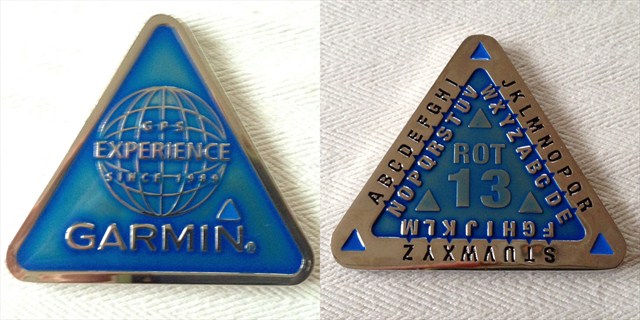 GPS
EXPERIENCE
SINCE 1989
GARMIN®
ABCDEFGHI
JKLMNOPQR
STUVWXYZ
NOPQRSTUV
WXYZABCDE
FGHIJKLM
ROT
13